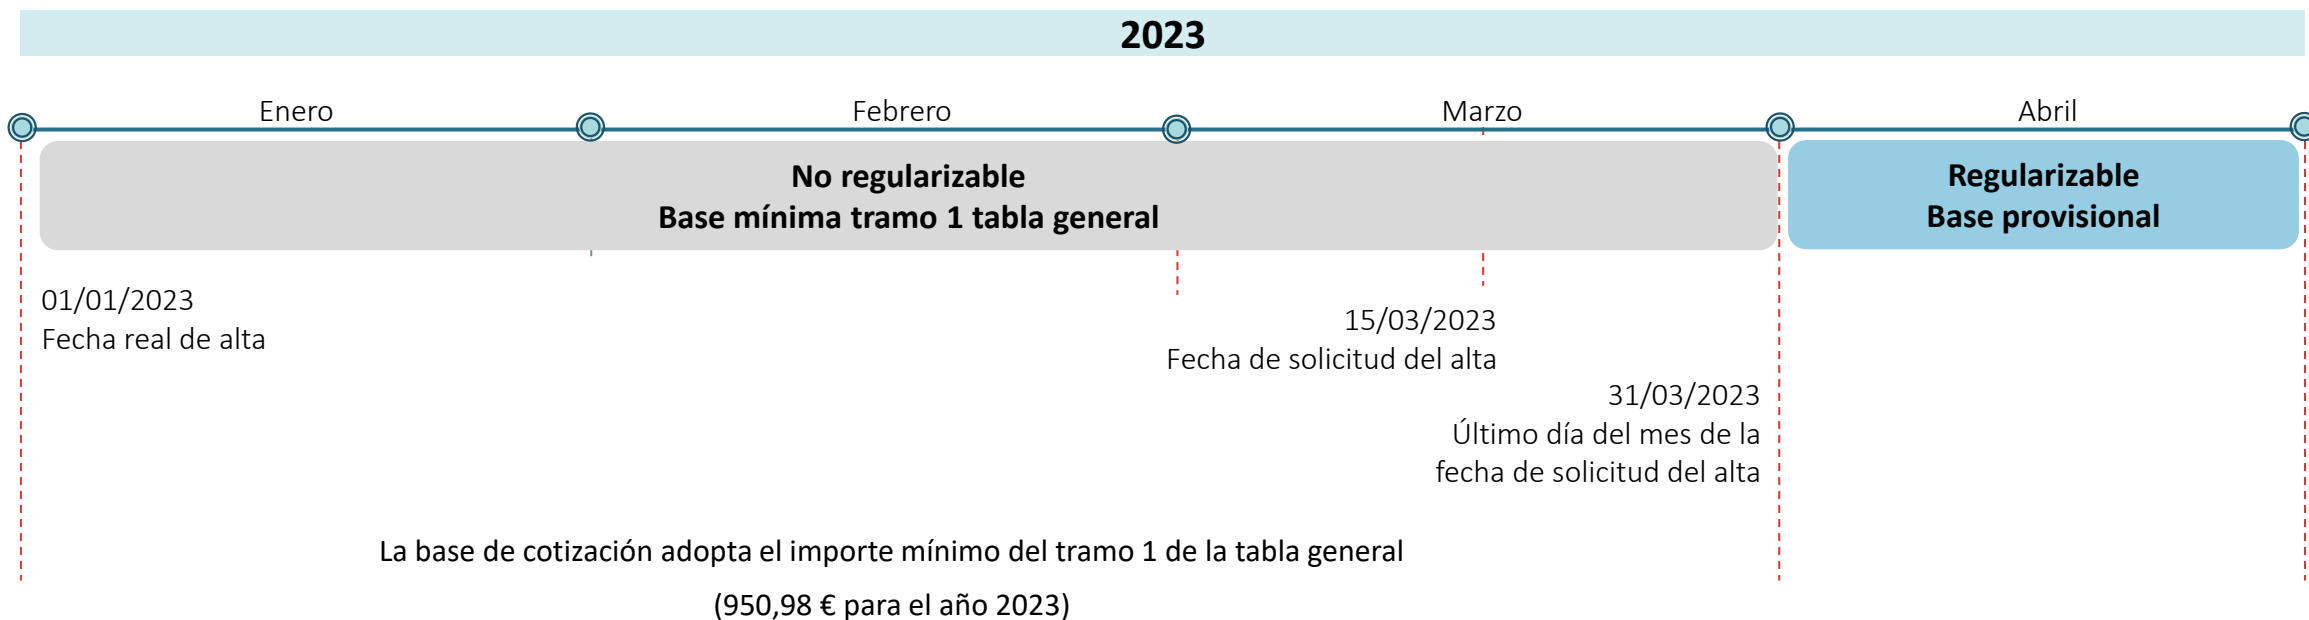 2023
Enero
Febrero
Marzo
Abril
No regularizable
Base mínima tramo 1 tabla general
Regularizable
Base provisional
01/01/2023
Fecha real de alta
15/03/2023
Fecha de solicitud del alta
31/03/2023
Último día del mes de la
fecha de solicitud del alta
La base de cotización adopta el importe mínimo del tramo 1 de la tabla general
(950,98 € para el año 2023)